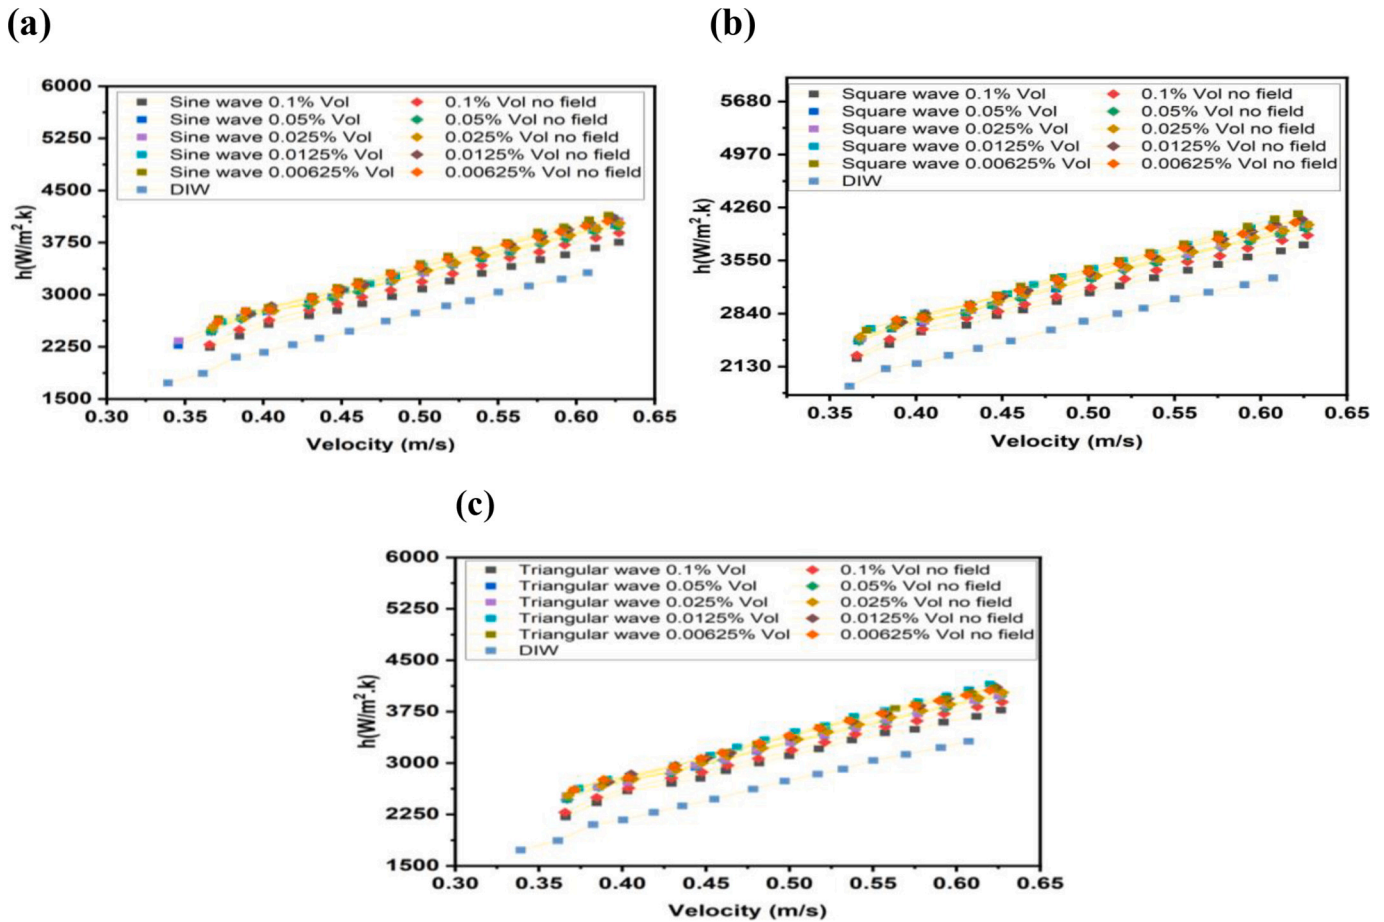 (a)
(b)
6000
5250
4500
3750
3000
2250
1500
h(W/m².k)
Sine wave 0.1% Vol
0.1% Vol no field
Sine wave 0.05% Vol
0.05% Vol no field
Sine wave 0.025% Vol
0.025% Vol no field
Sine wave 0.0125% Vol
0.0125% Vol no field
Sine wave 0.00625% Vol
0.00625% Vol no field
DIW
0.30 0.35 0.40 0.45 0.50 0.55 0.60 0.65
Velocity (m/s)
5680
4970
4260
3550
2840
2130
h(W/m².k)
Square wave 0.1% Vol
0.1% Vol no field
Square wave 0.05% Vol
0.05% Vol no field
Square wave 0.025% Vol
0.025% Vol no field
Square wave 0.0125% Vol
0.0125% Vol no field
Square wave 0.00625% Vol
0.00625% Vol no field
DIW
0.35 0.40 0.45 0.50 0.55 0.60 0.65
Velocity (m/s)
(c)
6000
5250
4500
3750
3000
2250
1500
h(W/m².k)
Triangular wave 0.1% Vol
0.1% Vol no field
Triangular wave 0.05% Vol
0.05% Vol no field
Triangular wave 0.025% Vol
0.025% Vol no field
Triangular wave 0.0125% Vol
0.0125% Vol no field
Triangular wave 0.00625% Vol
0.00625% Vol no field
DIW
0.30 0.35 0.40 0.45 0.50 0.55 0.60 0.65
Velocity (m/s)